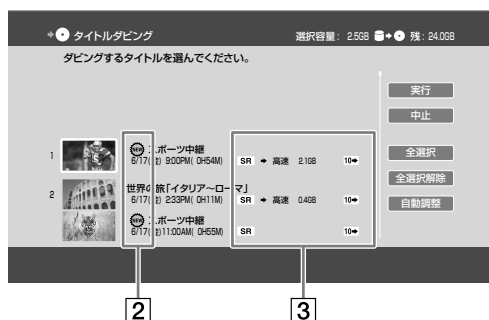 タイトルダビング 選択容量: 2.5GB 残: 24.0GB
ダビングするタイトルを選んでください。
実行
中止
全選択
全選択解除
自動調整
1 NEW スポーツ中継
6/17( ) 9:00PM( 0H54M) SR 高速 2.1GB 10
2 世界の旅「イタリア~ローマ」
6/17( ) 2:33PM( 0H11M) SR 高速 0.4GB 10
NEW スポーツ中継
6/17( ) 11:00AM( 0H55M) SR 10
2 3